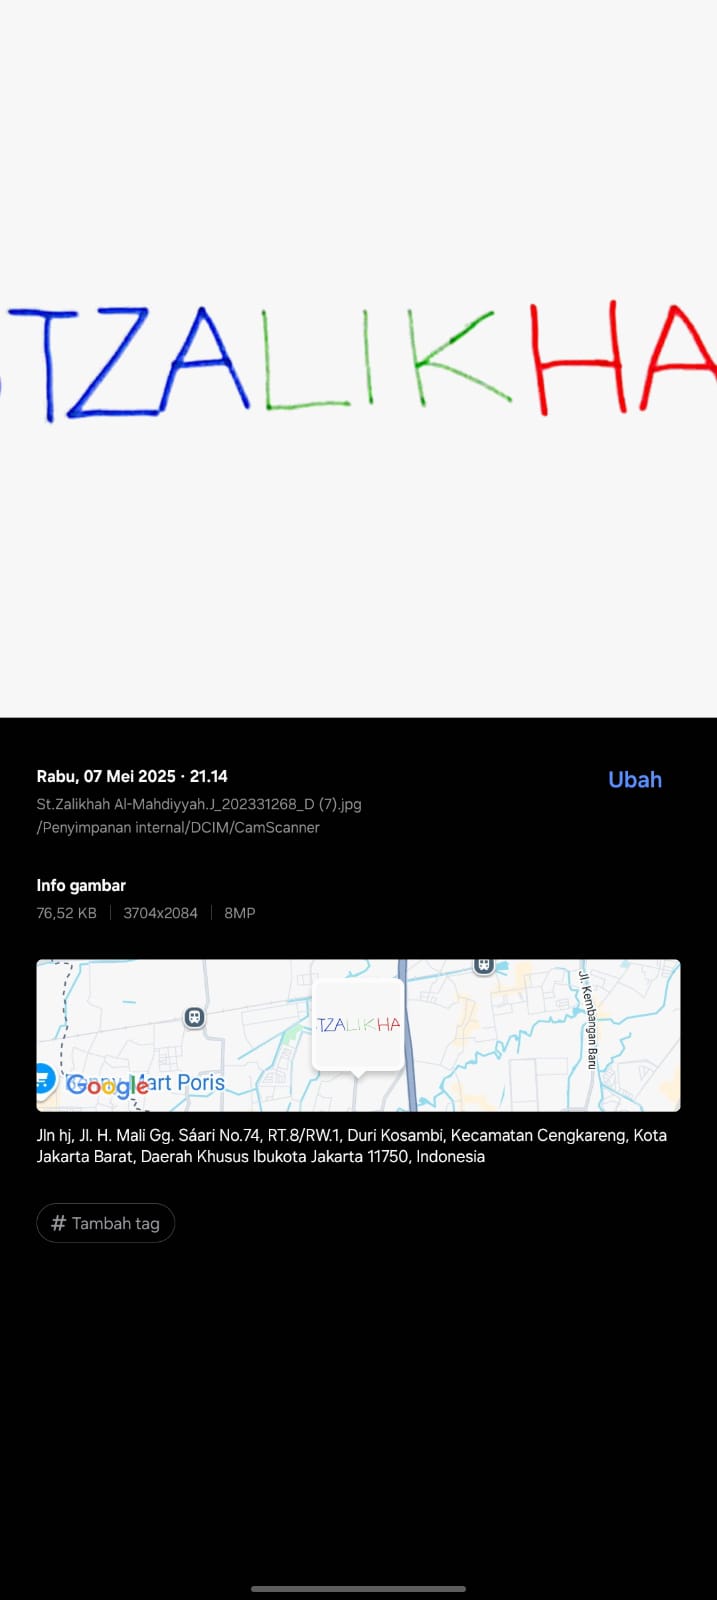 TZALIKHA
Rabu, 07 Mei 2025 · 21.14
Ubah
St.Zalikhah Al-Mahdiyyah.J_202331268_D (7).jpg
/Penyimpanan internal/DCIM/CamScanner
Info gambar
76,52 KB | 3704x2084 | 8MP
Jl. Kembangan Baru
TZALIKHA
Google
art Poris
Jln hj, Jl. H. Mali Gg. Sáari No.74, RT.8/RW.1, Duri Kosambi, Kecamatan Cengkareng, Kota
Jakarta Barat, Daerah Khusus Ibukota Jakarta 11750, Indonesia
# Tambah tag